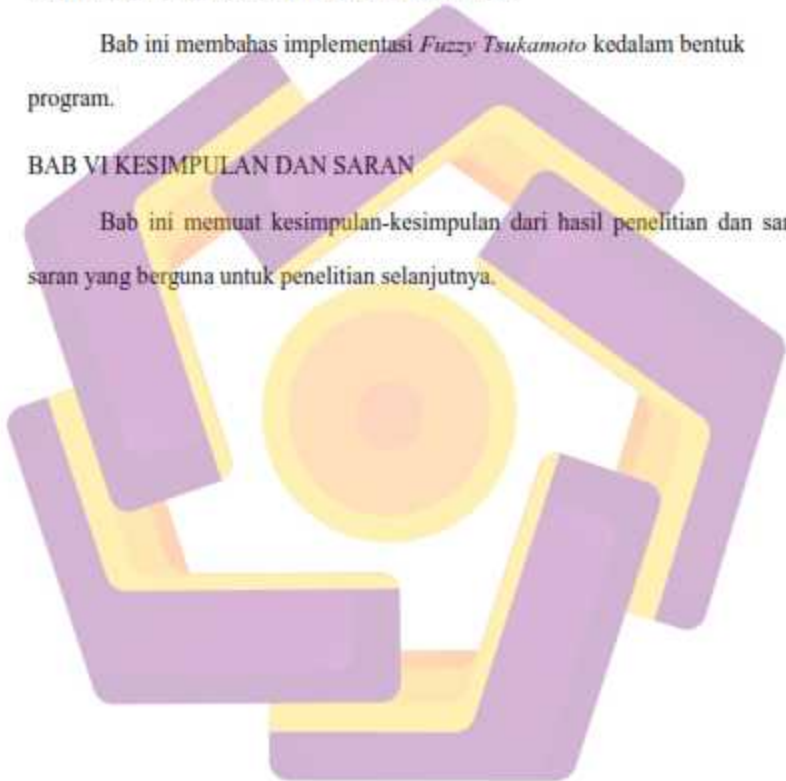 Bab ini membahas implementasi Fuzzy Tsukamoto kedalam bentuk
program.
BAB VI KESIMPULAN DAN SARAN
Bab ini memuat kesimpulan-kesimpulan dari hasil penelitian dan
saran yang berguna untuk penelitian selanjutnya.